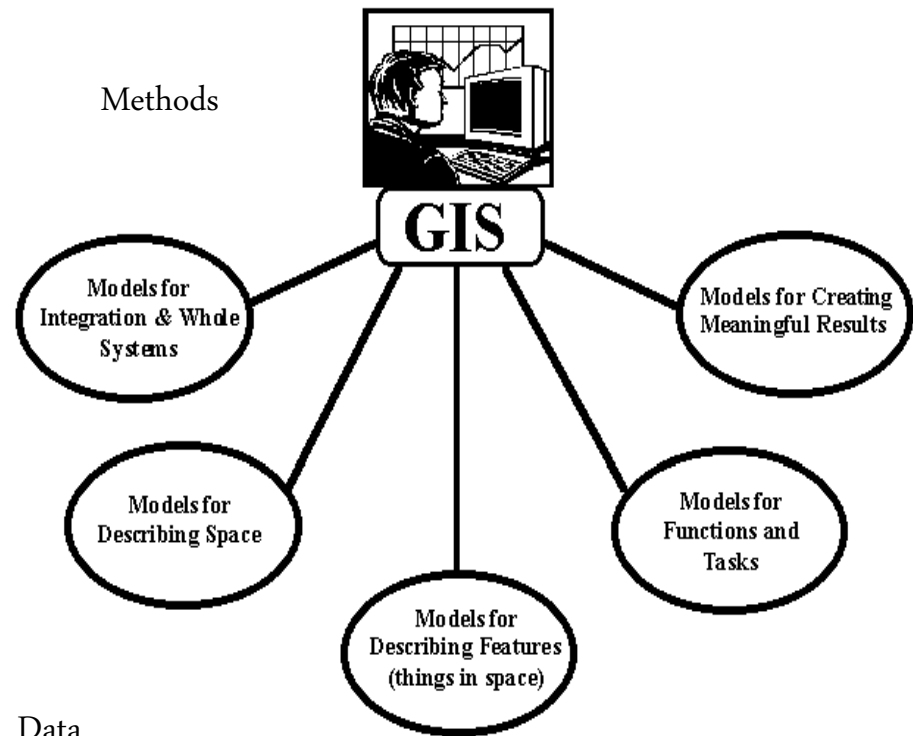 Methods
GIS
Models for
Integration & Whole
Systems
Models for Creating
Meaningful Results
Models for
Describing Space
Models for
Functions and
Tasks
Models for
Describing Features
(things in space)
Data